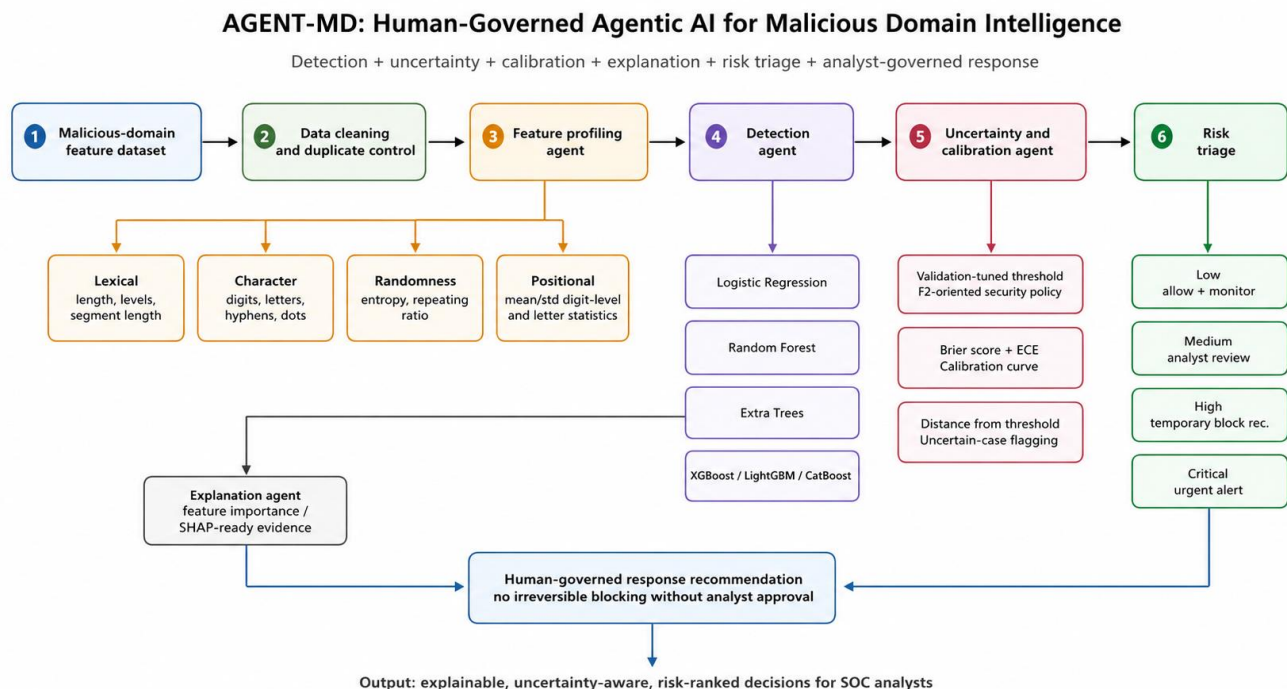 AGENT-MD: Human-Governed Agentic AI for Malicious Domain Intelligence
Detection + uncertainty + calibration + explanation + risk triage + analyst-governed response
1
Malicious-domain
feature dataset
2
Data cleaning
and duplicate control
3
Feature profiling
agent
4
Detection
agent
5
Uncertainty and
calibration agent
6
Risk
triage
Lexical
length, levels,
segment length
Character
digits, letters,
hyphens, dots
Randomness
entropy, repeating
ratio
Positional
mean/std digit-level
and letter statistics
Logistic Regression
Random Forest
Extra Trees
XGBoost / LightGBM / CatBoost
Validation-tuned threshold
F2-oriented security policy
Brier score + ECE
Calibration curve
Distance from threshold
Uncertain-case flagging
Low
allow + monitor
Medium
analyst review
High
temporary block rec.
Critical
urgent alert
Explanation agent
feature importance /
SHAP-ready evidence
Human-governed response recommendation
no irreversible blocking without analyst approval
Output: explainable, uncertainty-aware, risk-ranked decisions for SOC analysts